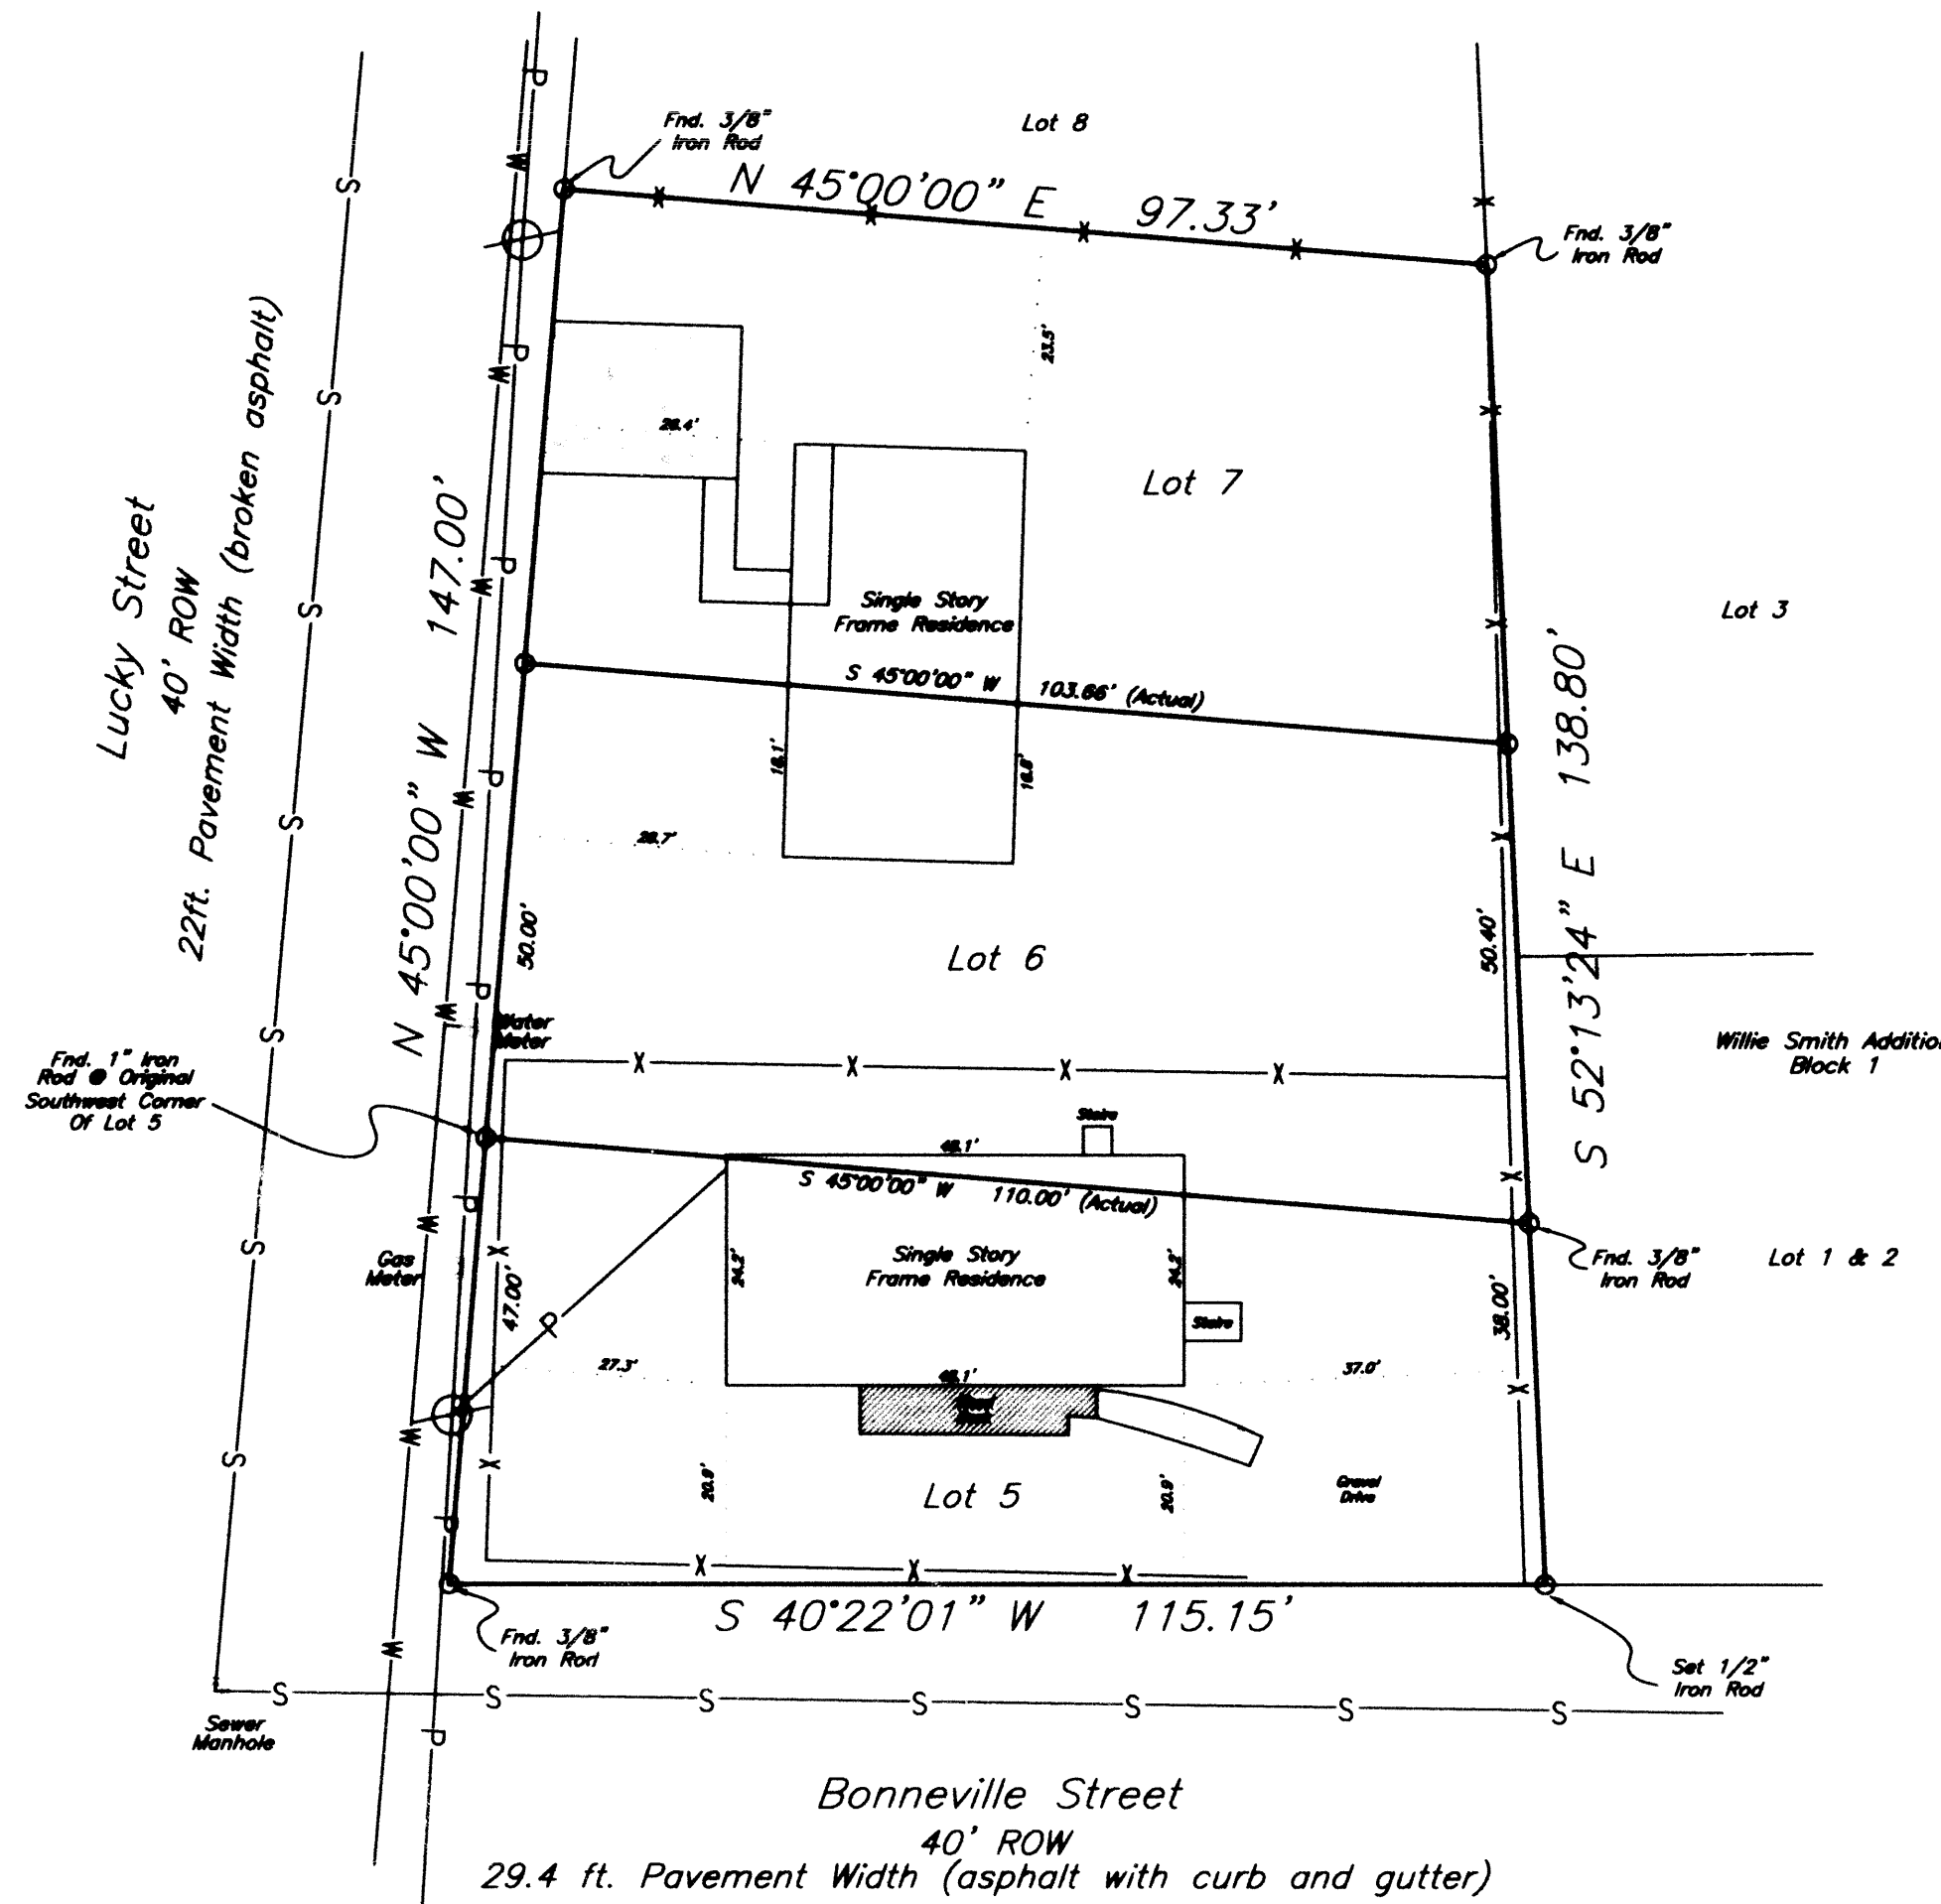 Lot 8
Fnd. 3/8"
Iron Rod
N 45°00'00" E 97.33'
Fnd. 3/8"
Iron Rod
23.5'
Lucky Street
40' ROW
22ft. Pavement Width (broken asphalt)
N 45°00'00" W 147.00'
Lot 7
Single Story
Frame Residence
Lot 3
S 45°00'00" W 103.66' (Actual)
16.1'
S 52°13'24" E 138.80'
50.00'
Lot 6
50.40'
Water
Meter
Willie Smith Additio
Block 1
Fnd. 1" Iron
Rod @ Original
Southwest Corner
Of Lot 5
Stairs
48.1'
S 45°00'00" W 110.00' (Actual)
Gas
Meter
47.00'
24.2'
Single Story
Frame Residence
24.2'
Stairs
38.00'
Fnd. 3/8"
Iron Rod
Lot 1 & 2
27.3'
48.1'
37.0'
20.9'
Lot 5
20.9'
Gravel
Drive
S 40°22'01" W 115.15'
Fnd. 3/8"
Iron Rod
Set 1/2"
Iron Rod
Sewer
Manhole
Bonneville Street
40' ROW
29.4 ft. Pavement Width (asphalt with curb and gutter)